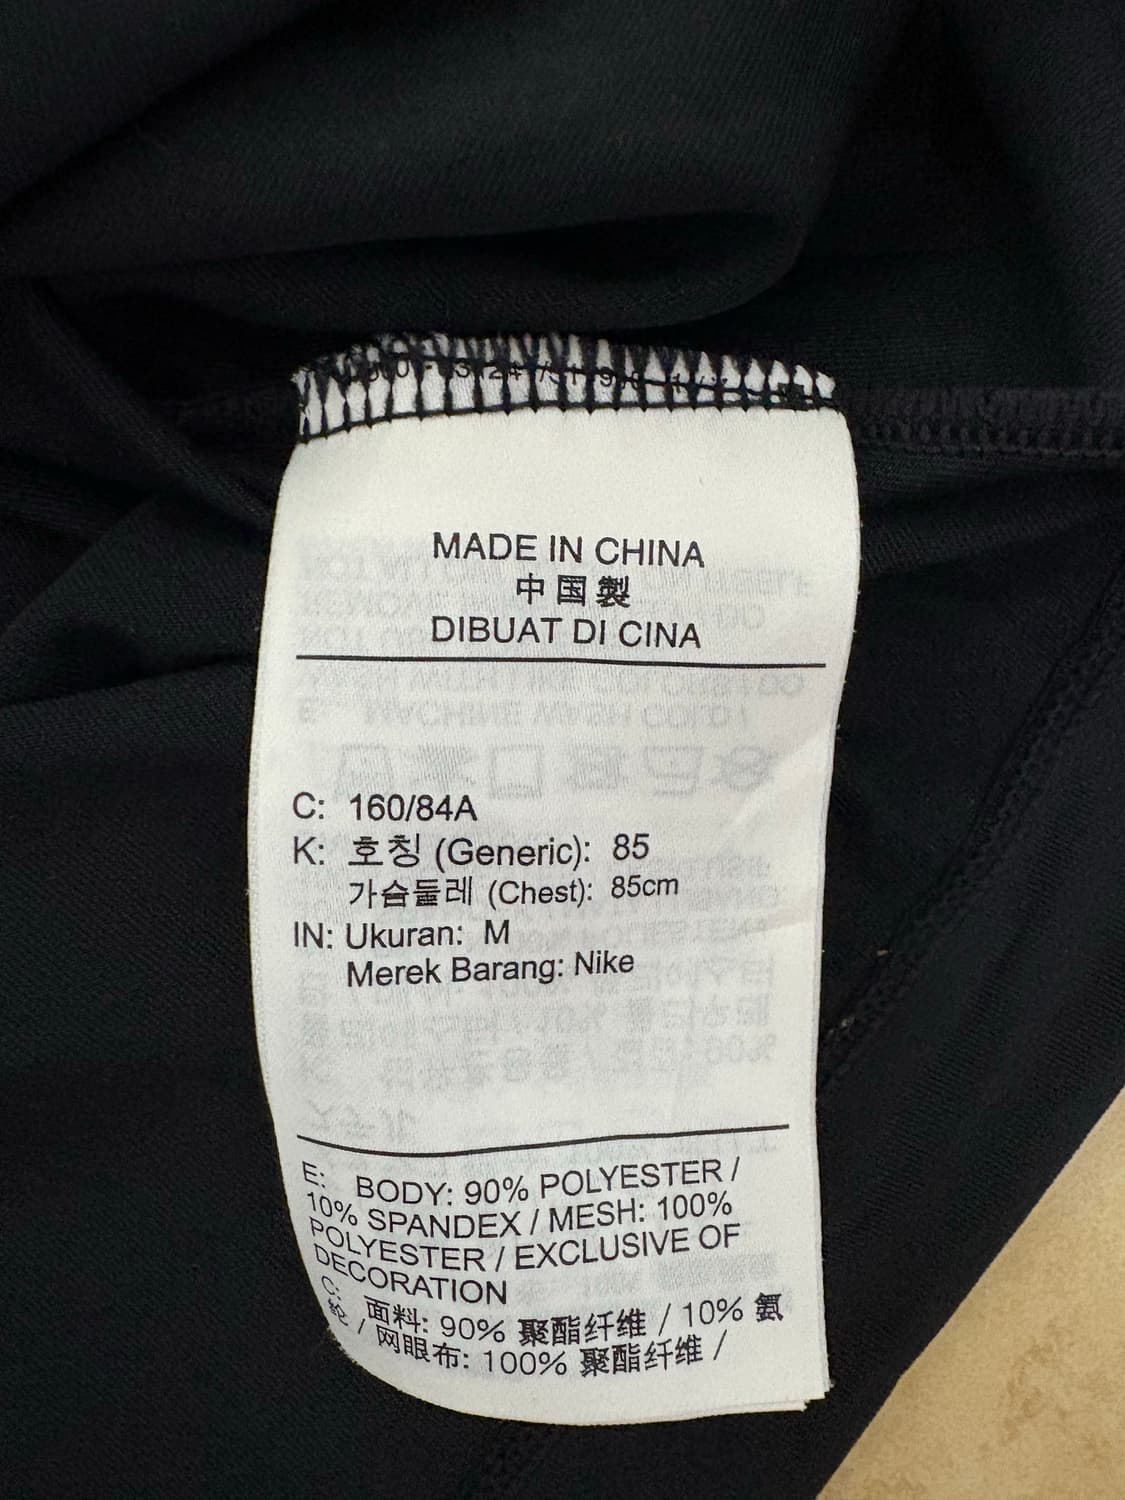 MADE IN CHINA
中国製
DIBUAT DI CINA
C: 160/84A
K: 호칭 (Generic): 85
가슴둘레 (Chest): 85cm
IN: Ukuran: M
Merek Barang: Nike
E: BODY: 90% POLYESTER /
10% SPANDEX / MESH: 100%
POLYESTER / EXCLUSIVE OF
DECORATION
C: 面料: 90% 聚酯纤维 / 10% 氨
纶 / 网眼布: 100% 聚酯纤维 /